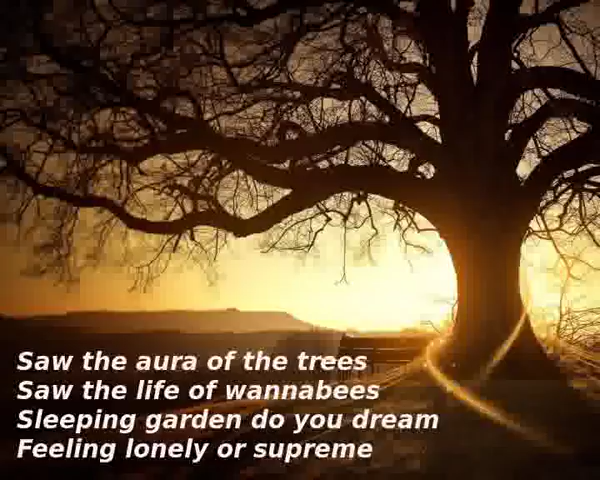 Saw the aura of the trees
Saw the life of wannabees
Sleeping garden do you dream
Feeling lonely or supreme